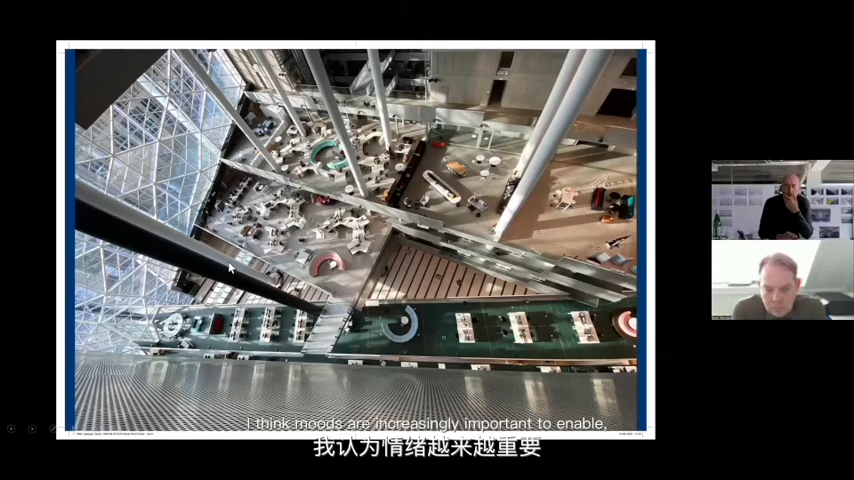 I think moods are increasingly important to enable,
我认为情绪越来越重要